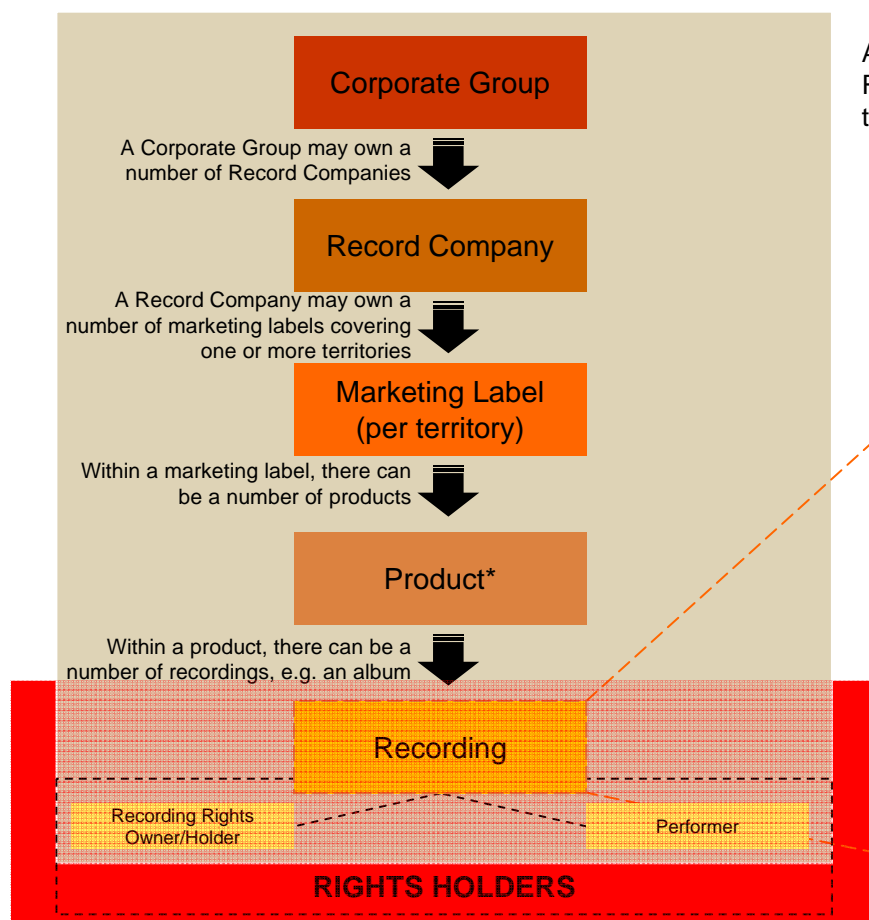 Corporate Group
A Corporate Group may own a
number of Record Companies
Record Company
A Record Company may own a
number of marketing labels covering
one or more territories
Marketing Label
(per territory)
Within a marketing label, there can
be a number of products
Product*
Within a product, there can be a
number of recordings, e.g. an album
Recording
Recording Rights
Owner/Holder
Performer
RIGHTS HOLDERS